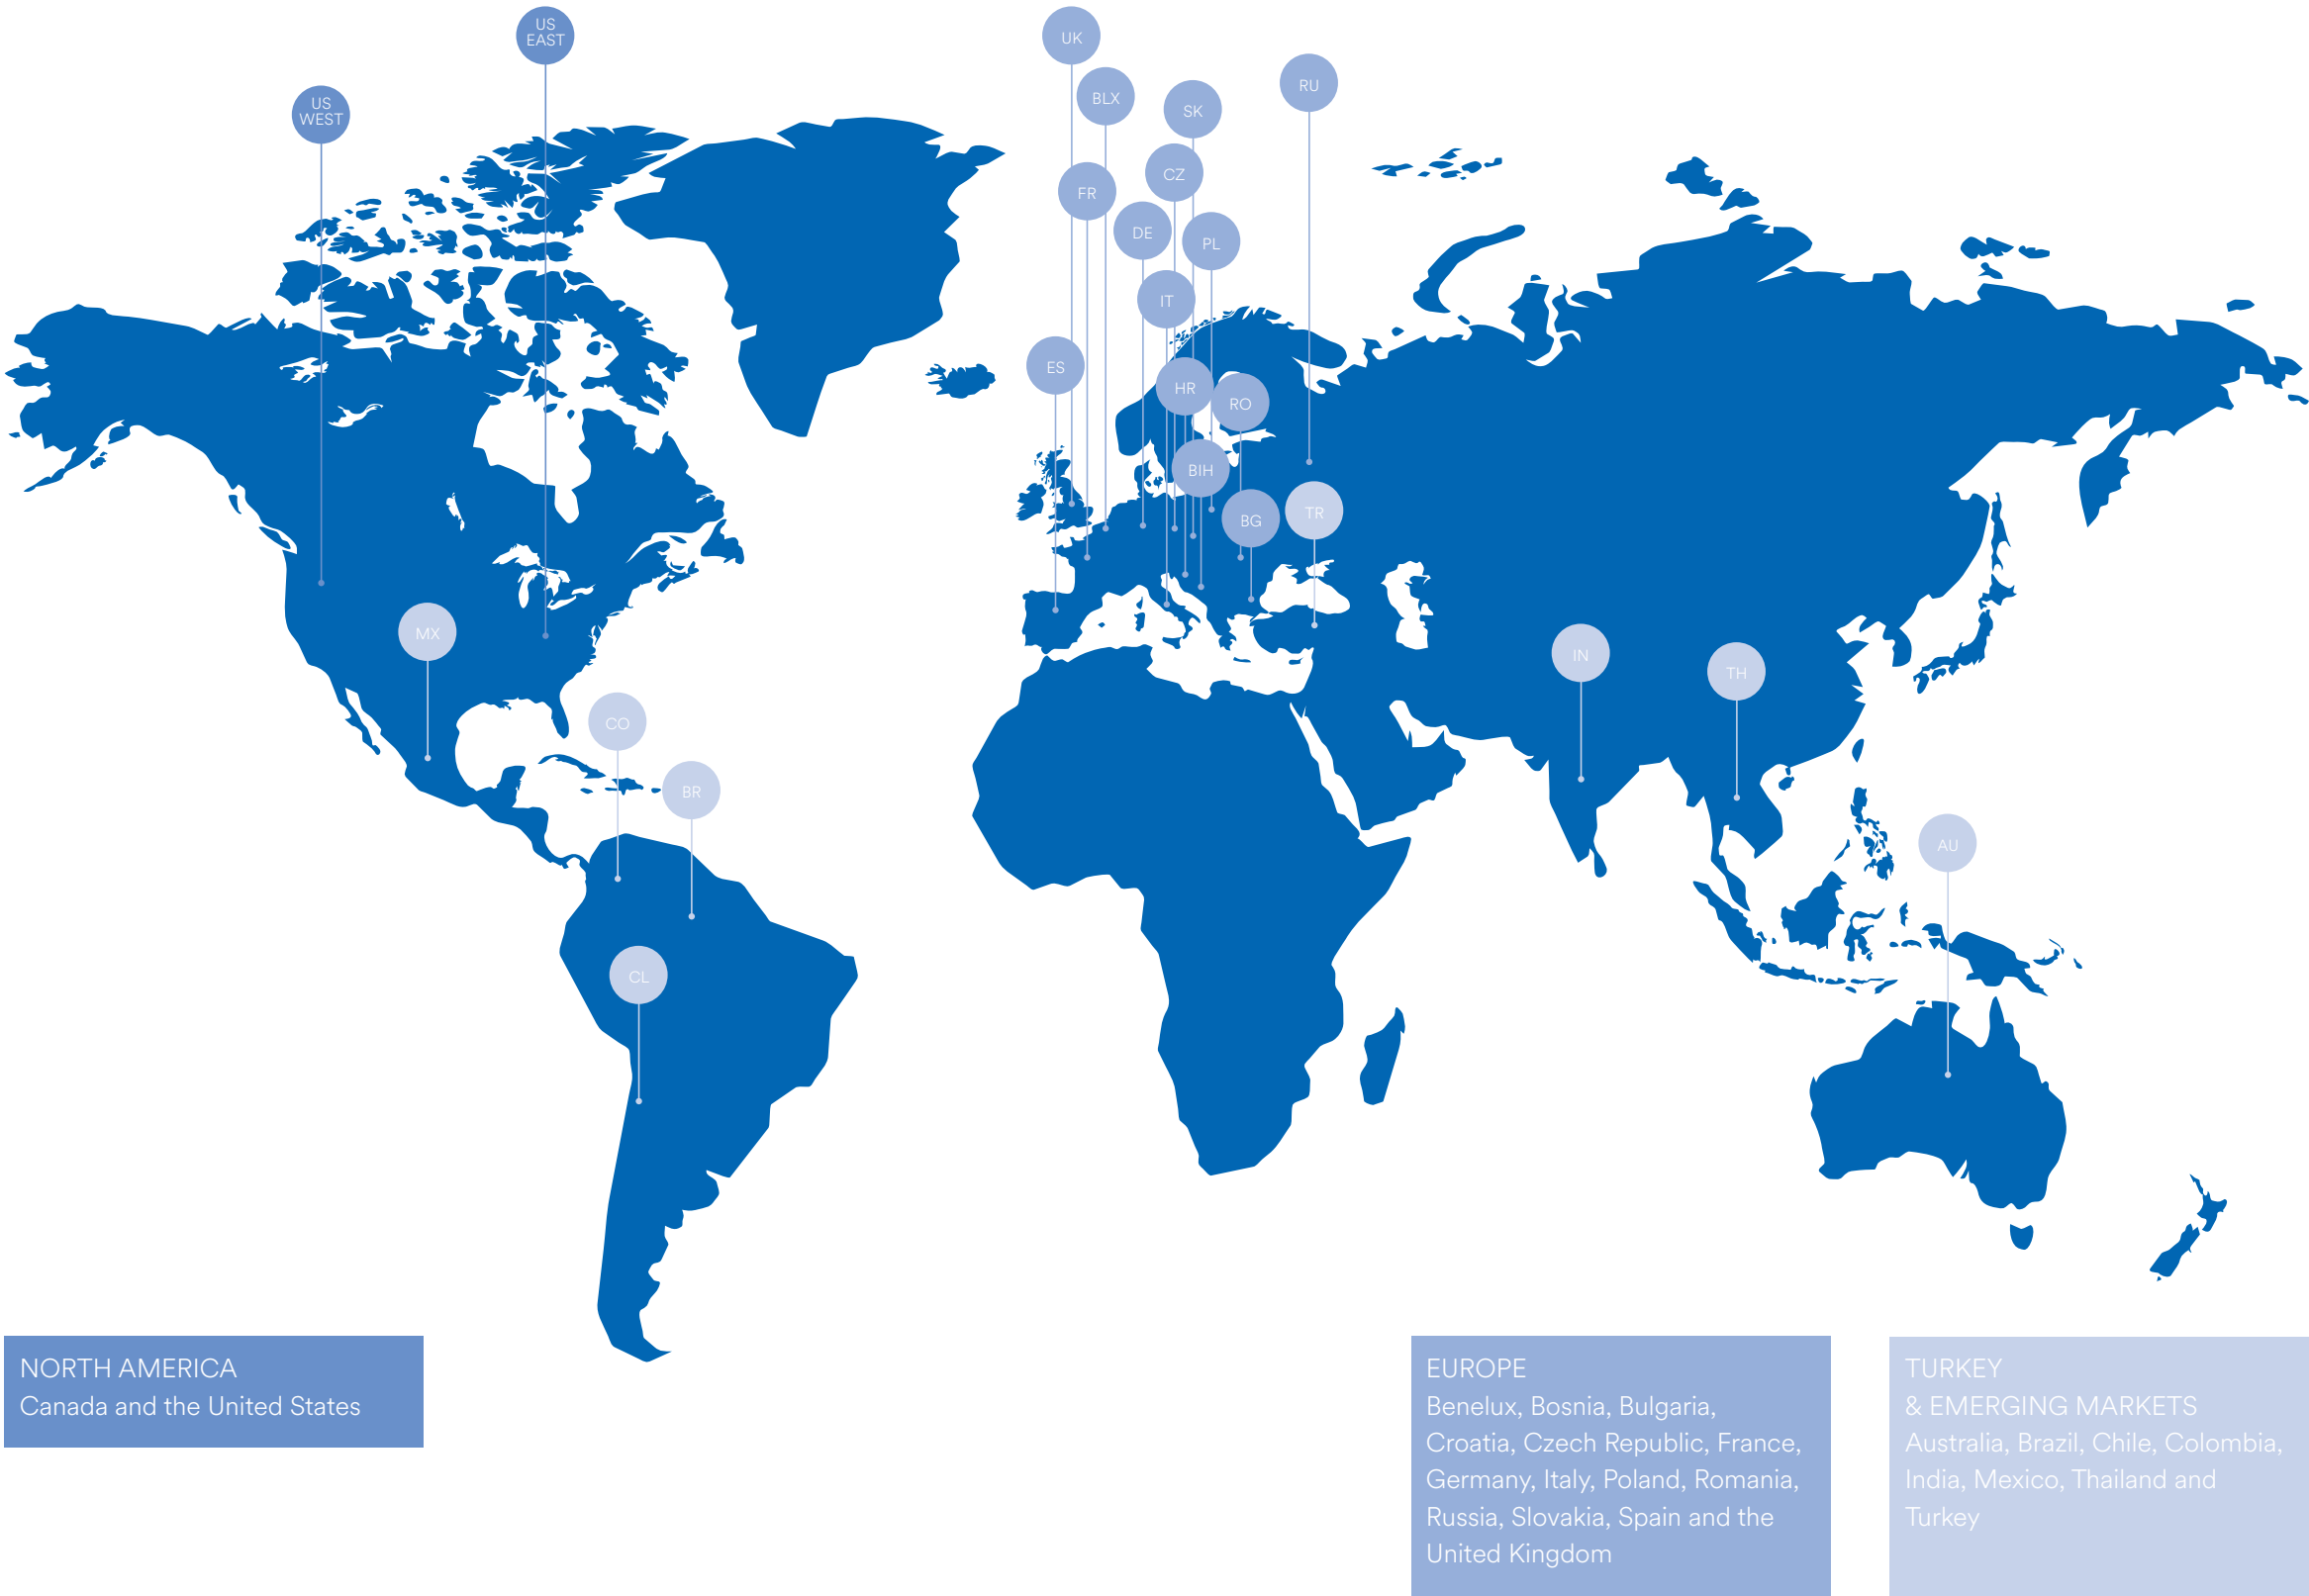 US
EAST
UK
RU
BLX
US
WEST
SK
CZ
FR
DE
PL
IT
ES
HR
RO
BIH
TR
BG
MX
IN
TH
CO
BR
AU
CL
NORTH AMERICA
Canada and the United States
EUROPE
Benelux, Bosnia, Bulgaria,
Croatia, Czech Republic, France,
Germany, Italy, Poland, Romania,
Russia, Slovakia, Spain and the
United Kingdom
TURKEY
& EMERGING MARKETS
Australia, Brazil, Chile, Colombia,
India, Mexico, Thailand and
Turkey